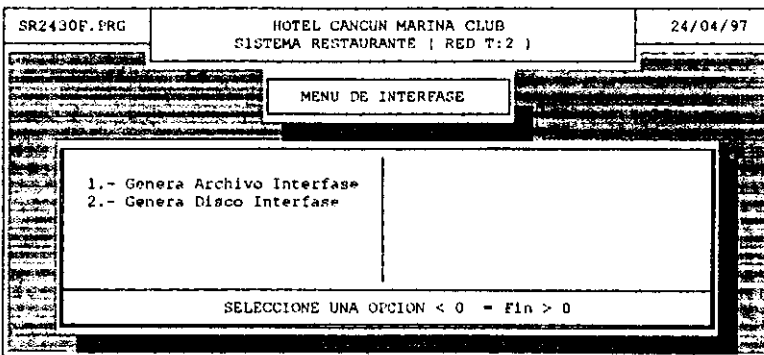 SR2430F.PRG
HOTEL CANCUN MARINA CLUB
24/04/97
SISTEMA RESTAURANTE ( RED T:2 )
MENU DE INTERFASE
1.- Genera Archivo Interfase
2.- Genera Disco Interfase
SELECCIONE UNA OPCION < 0 = Fin > 0